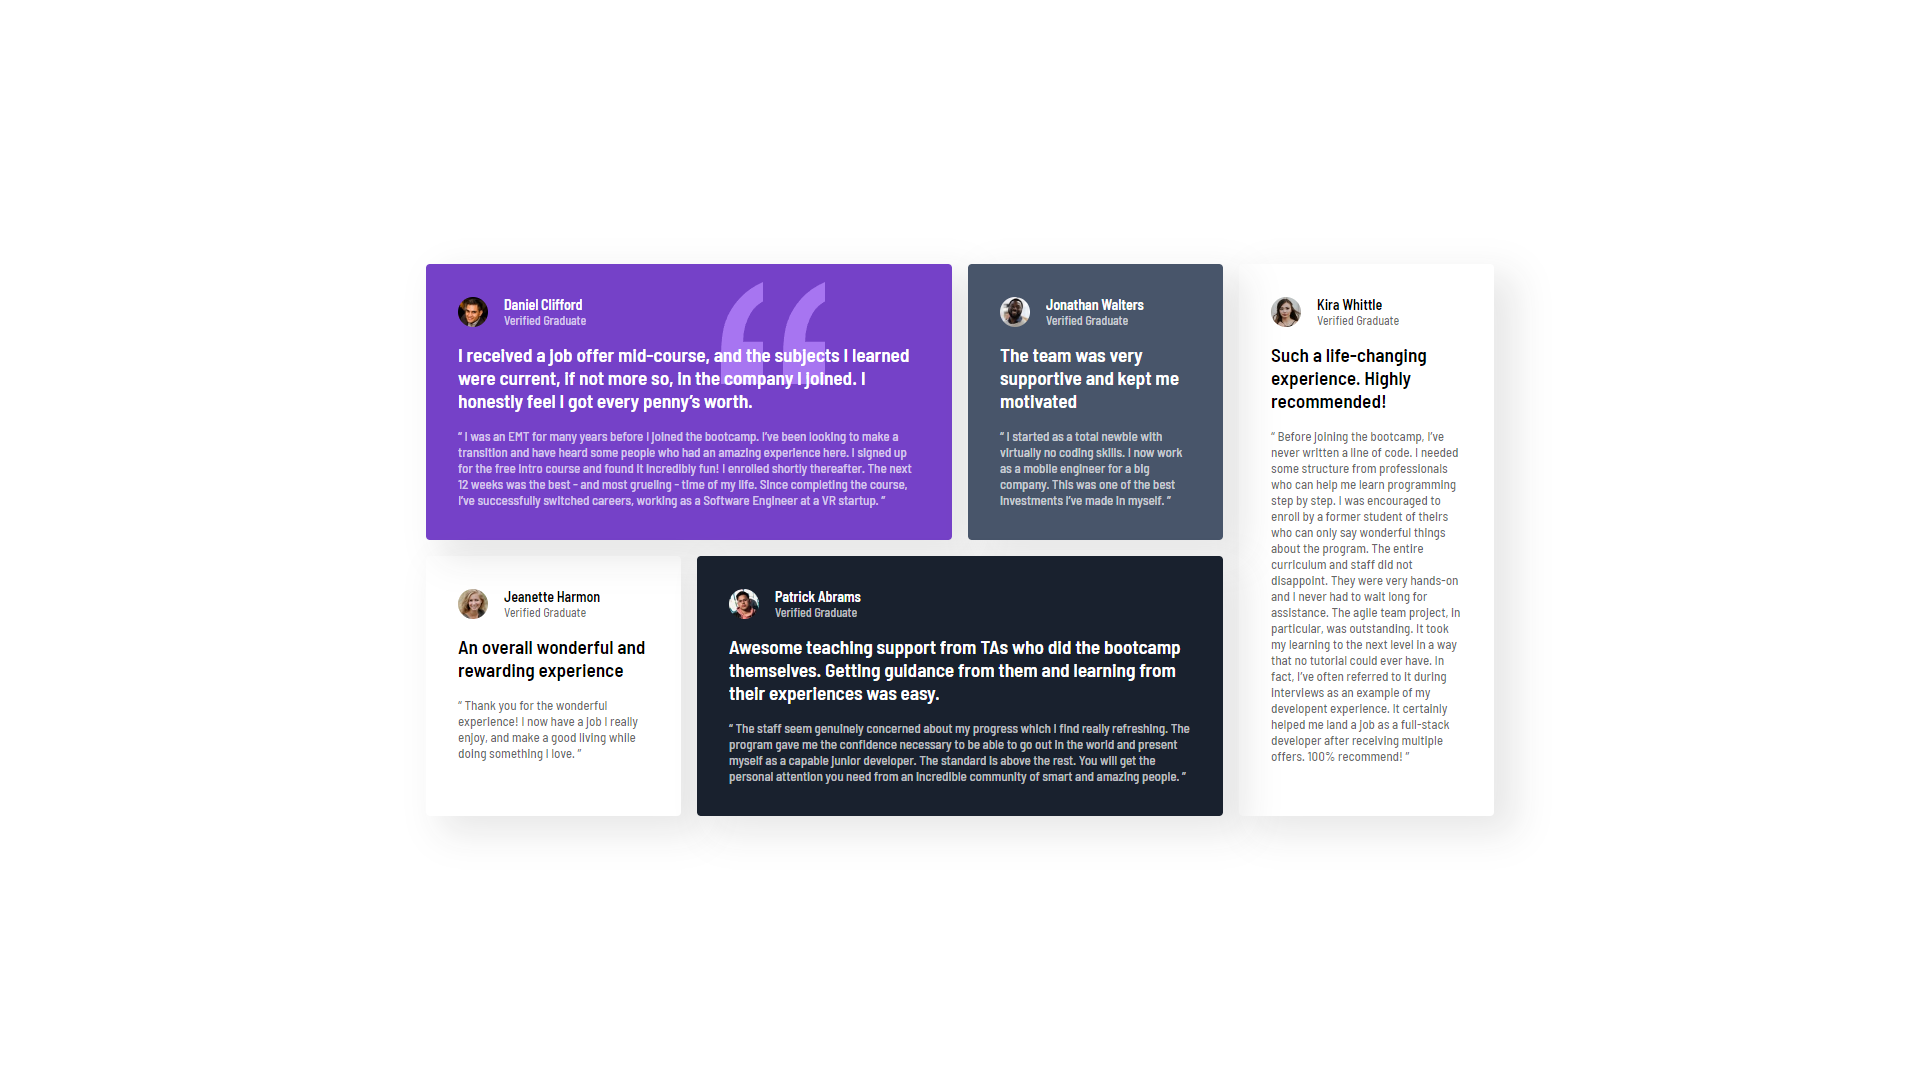 Daniel Clifford
Verified Graduate
I received a job offer mid-course, and the subjects I learned
were current, if not more so, in the company I joined. I
honestly feel I got every penny’s worth.
“ I was an EMT for many years before I joined the bootcamp. I’ve been looking to make a
transition and have heard some people who had an amazing experience here. I signed up
for the free intro course and found it incredibly fun! I enrolled shortly thereafter. The next
12 weeks was the best - and most grueling - time of my life. Since completing the course,
I’ve successfully switched careers, working as a Software Engineer at a VR startup. ”
Jonathan Walters
Verified Graduate
The team was very
supportive and kept me
motivated
“ I started as a total newbie with
virtually no coding skills. I now work
as a mobile engineer for a big
company. This was one of the best
investments I’ve made in myself. ”
Kira Whittle
Verified Graduate
Such a life-changing
experience. Highly
recommended!
“ Before joining the bootcamp, I’ve
never written a line of code. I needed
some structure from professionals
who can help me learn programming
step by step. I was encouraged to
enroll by a former student of theirs
who can only say wonderful things
about the program. The entire
curriculum and staff did not
disappoint. They were very hands-on
and I never had to wait long for
assistance. The agile team project, in
particular, was outstanding. It took
my learning to the next level in a way
that no tutorial could ever have. In
fact, I’ve often referred to it during
interviews as an example of my
developent experience. It certainly
helped me land a job as a full-stack
developer after receiving multiple
offers. 100% recommend! ”
Jeanette Harmon
Verified Graduate
An overall wonderful and
rewarding experience
“ Thank you for the wonderful
experience! I now have a job I really
enjoy, and make a good living while
doing something I love. ”
Patrick Abrams
Verified Graduate
Awesome teaching support from TAs who did the bootcamp
themselves. Getting guidance from them and learning from
their experiences was easy.
“ The staff seem genuinely concerned about my progress which I find really refreshing. The
program gave me the confidence necessary to be able to go out in the world and present
myself as a capable junior developer. The standard is above the rest. You will get the
personal attention you need from an incredible community of smart and amazing people. ”